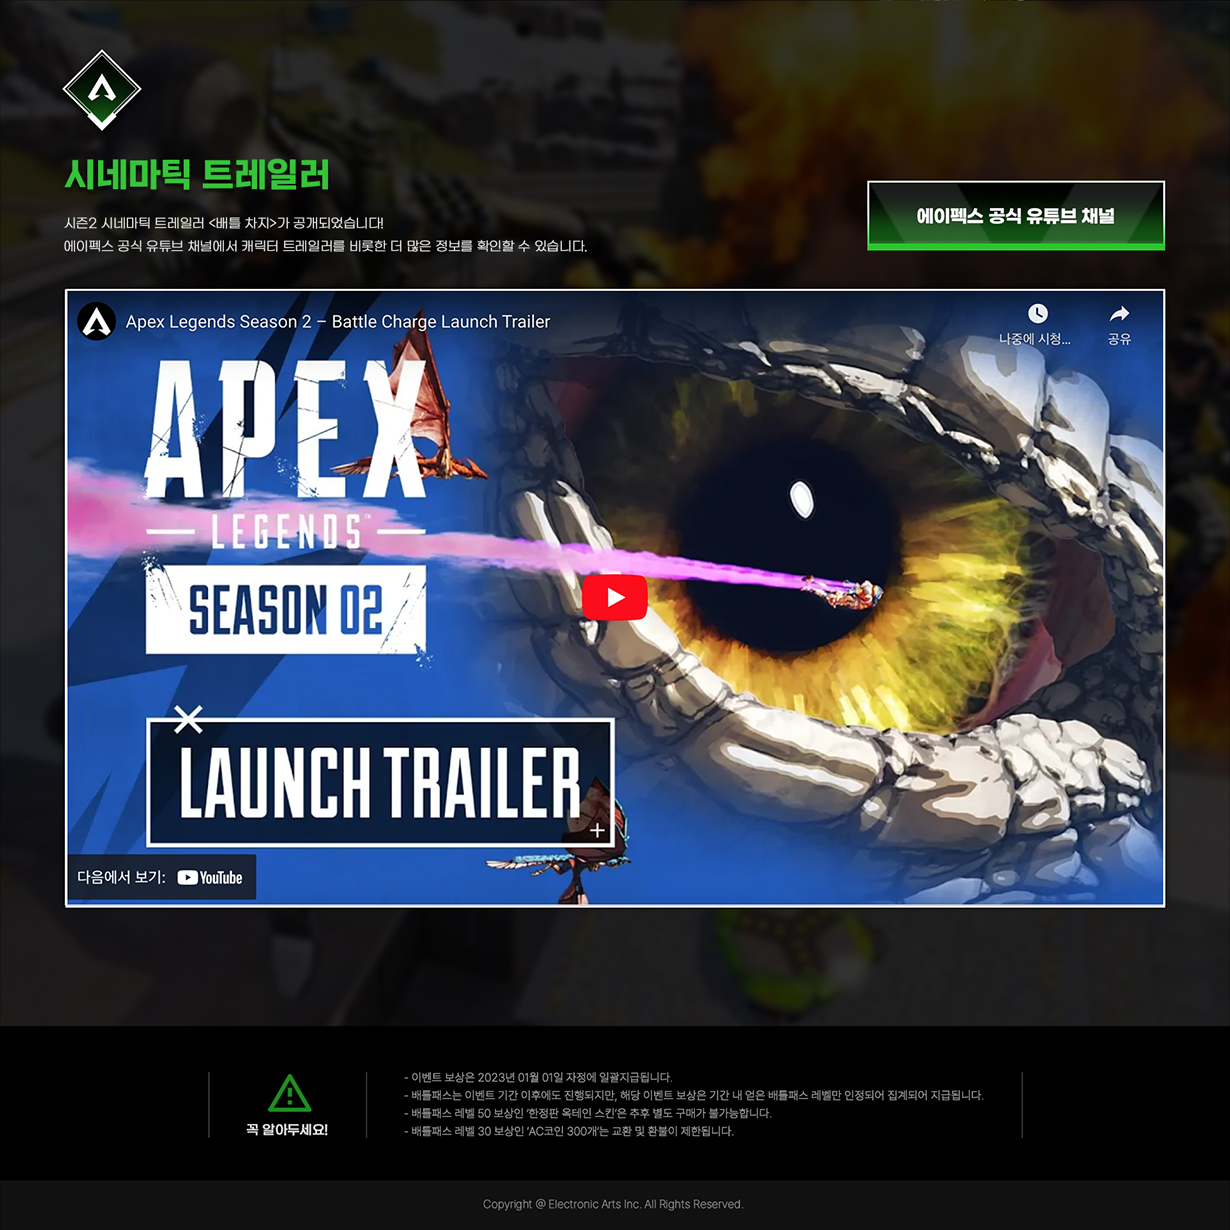 시네마틱 트레일러
시즌2 시네마틱 트레일러 <배틀 차지>가 공개되었습니다!
에이펙스 공식 유튜브 채널에서 캐릭터 트레일러를 비롯한 더 많은 정보를 확인할 수 있습니다.
에이펙스 공식 유튜브 채널
Apex Legends Season 2 – Battle Charge Launch Trailer
나중에 시청...
공유
APEX
LEGENDS™
SEASON 02
LAUNCH TRAILER
다음에서 보기: YouTube
꼭 알아두세요!
- 이벤트 보상은 2023년 01월 01일 자정에 일괄지급됩니다.
- 배틀패스는 이벤트 기간 이후에도 진행되지만, 해당 이벤트 보상은 기간 내 얻은 배틀패스 레벨만 인정되어 집계되어 지급됩니다.
- 배틀패스 레벨 50 보상인 '한정판 옥테인 스킨'은 추후 별도 구매가 불가능합니다.
- 배틀패스 레벨 30 보상인 'AC코인 300개'는 교환 및 환불이 제한됩니다.
Copyright @ Electronic Arts Inc. All Rights Reserved.